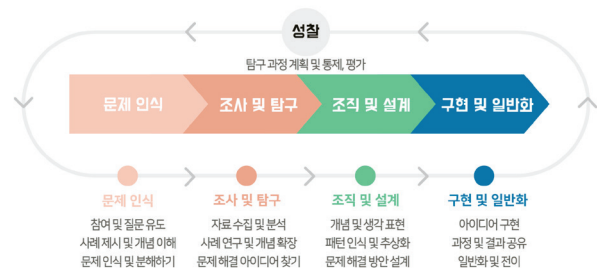 성찰
탐구 과정 계획 및 통제, 평가
문제 인식
조사 및 탐구
조직 및 설계
구현 및 일반화
문제 인식
참여 및 질문 유도
사례 제시 및 개념 이해
문제 인식 및 분해하기
조사 및 탐구
자료 수집 및 분석
사례 연구 및 개념 확장
문제 해결 아이디어 찾기
조직 및 설계
개념 및 생각 표현
패턴 인식 및 추상화
문제 해결 방안 설계
구현 및 일반화
아이디어 구현
과정 및 결과 공유
일반화 및 전이